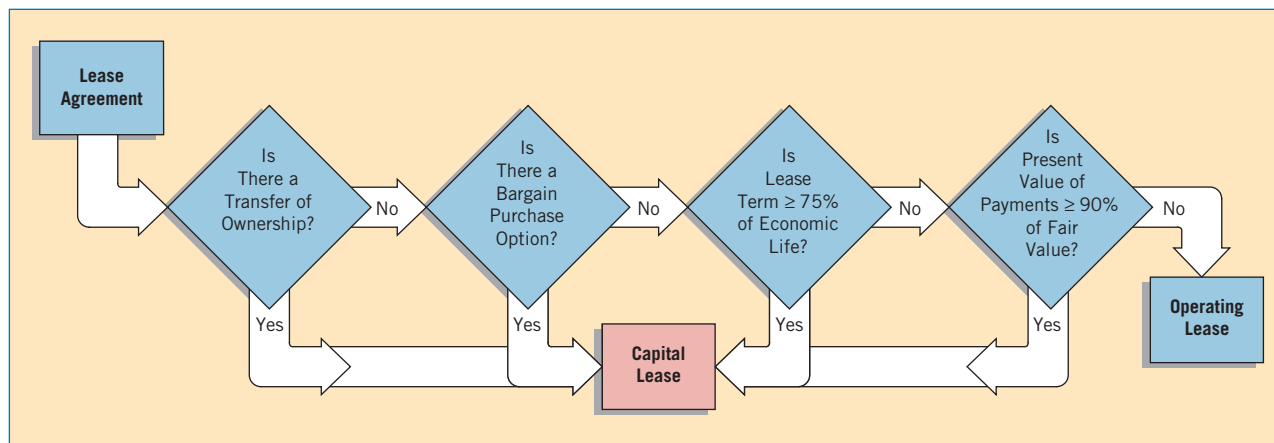 Lease
Agreement
Is
There a
Transfer of
Ownership?
No
Yes
Is
There a
Bargain
Purchase
Option?
No
Yes
Is
Lease
Term ≥ 75%
of Economic
Life?
No
Yes
Is
Present
Value of
Payments ≥ 90%
of Fair
Value?
No
Yes
Operating
Lease
Capital
Lease